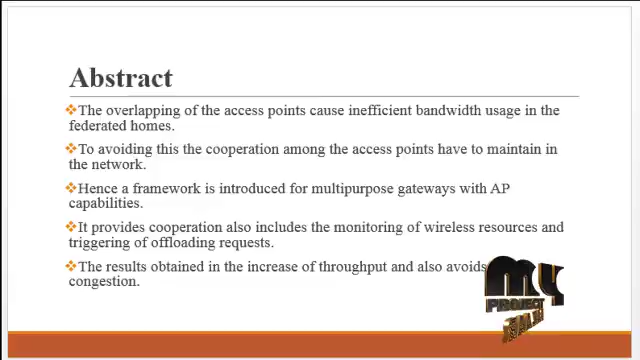 Abstract
The overlapping of the access points cause inefficient bandwidth usage in the
federated homes.
To avoiding this the cooperation among the access points have to maintain in
the network.
Hence a framework is introduced for multipurpose gateways with AP
capabilities.
It provides cooperation also includes the monitoring of wireless resources and
triggering of offloading requests.
The results obtained in the increase of throughput and also avoids
congestion.
my
PROJECT